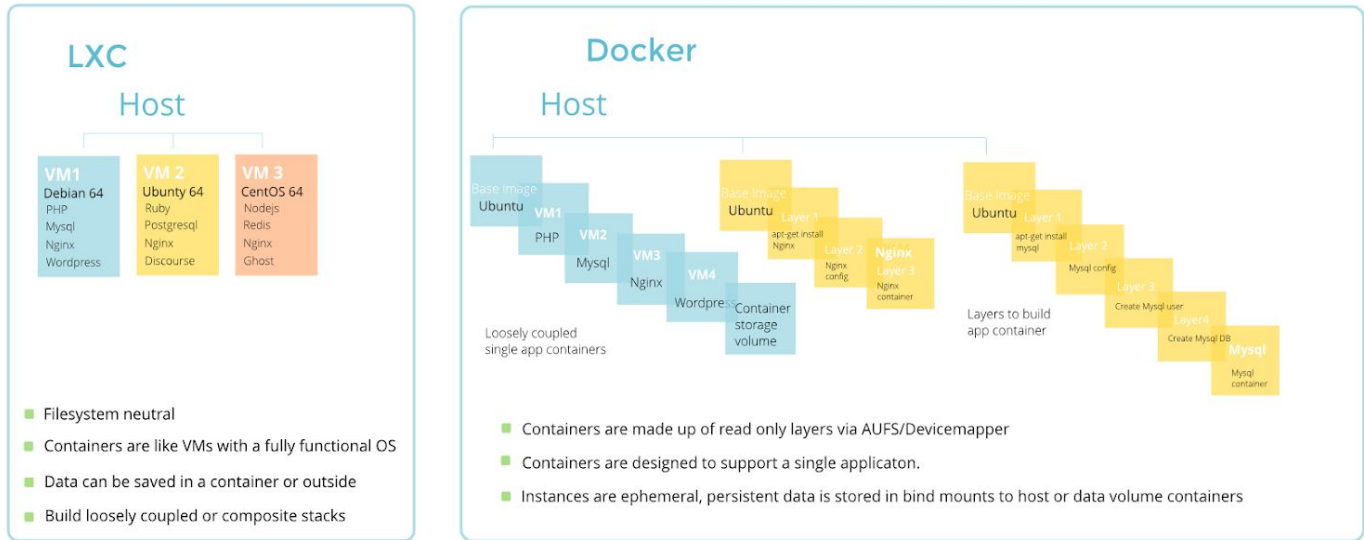 LXC
Host
VM1
Debian 64
PHP
Mysql
Nginx
Wordpress
VM 2
Ubunty 64
Ruby
Postgresql
Nginx
Discourse
VM 3
CentOS 64
Nodejs
Redis
Nginx
Ghost
Filesystem neutral
Containers are like VMs with a fully functional OS
Data can be saved in a container or outside
Build loosely coupled or composite stacks
Docker
Host
Base Image
Ubuntu
VM1
PHP
VM2
Mysql
VM3
Nginx
VM4
Wordpress
Container
storage
volume
Loosely coupled
single app containers
Base Image
Ubuntu
Layer 1
apt-get install
Nginx
Layer 2
Nginx
config
Nginx
Layer 3
Nginx
container
Base Image
Ubuntu
Layer 1
apt-get install
mysql
Layer 2
Mysql config
Layer 3
Create Mysql user
Layer4
Create Mysql DB
Mysql
Mysql
container
Layers to build
app container
Containers are made up of read only layers via AUFS/Devicemapper
Containers are designed to support a single applicaton.
Instances are ephemeral, persistent data is stored in bind mounts to host or data volume containers